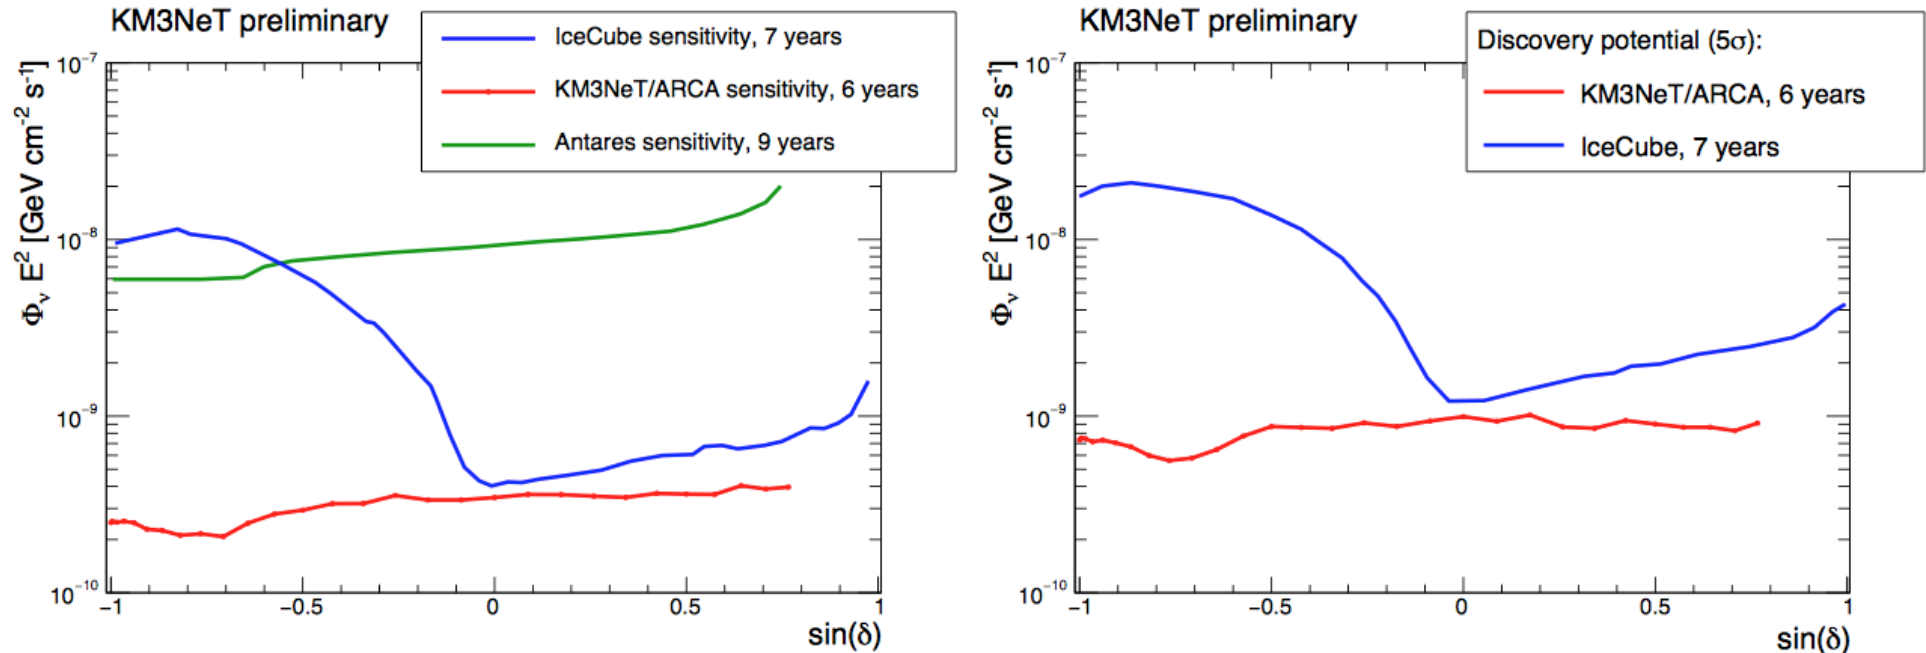 KM3NeT preliminary
IceCube sensitivity, 7 years
KM3NeT/ARCA sensitivity, 6 years
Antares sensitivity, 9 years
Φν E² [GeV cm⁻² s⁻¹]
10⁻⁷
10⁻⁸
10⁻⁹
10⁻¹⁰
−1 −0.5 0 0.5 1
sin(δ)
KM3NeT preliminary
Discovery potential (5σ):
KM3NeT/ARCA, 6 years
IceCube, 7 years
Φν E² [GeV cm⁻² s⁻¹]
10⁻⁷
10⁻⁸
10⁻⁹
10⁻¹⁰
−1 −0.5 0 0.5 1
sin(δ)